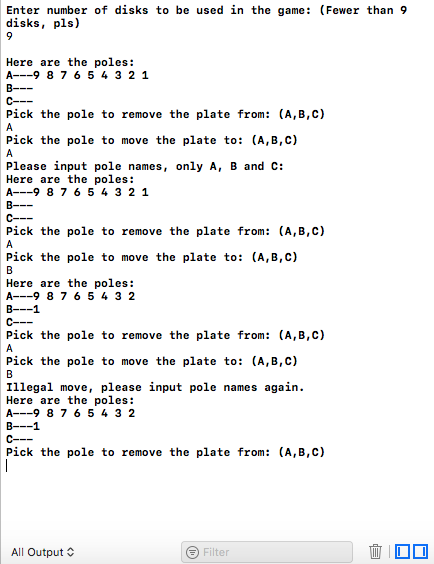 Enter number of disks to be used in the game: (Fewer than 9
disks, pls)
9
Here are the poles:
A---9 8 7 6 5 4 3 2 1
B---
C---
Pick the pole to remove the plate from: (A,B,C)
A
Pick the pole to move the plate to: (A,B,C)
A
Please input pole names, only A, B and C:
Here are the poles:
A---9 8 7 6 5 4 3 2 1
B---
C---
Pick the pole to remove the plate from: (A,B,C)
A
Pick the pole to move the plate to: (A,B,C)
B
Here are the poles:
A---9 8 7 6 5 4 3 2
B---1
C---
Pick the pole to remove the plate from: (A,B,C)
A
Pick the pole to move the plate to: (A,B,C)
B
Illegal move, please input pole names again.
Here are the poles:
A---9 8 7 6 5 4 3 2
B---1
C---
Pick the pole to remove the plate from: (A,B,C)
All Output Filter